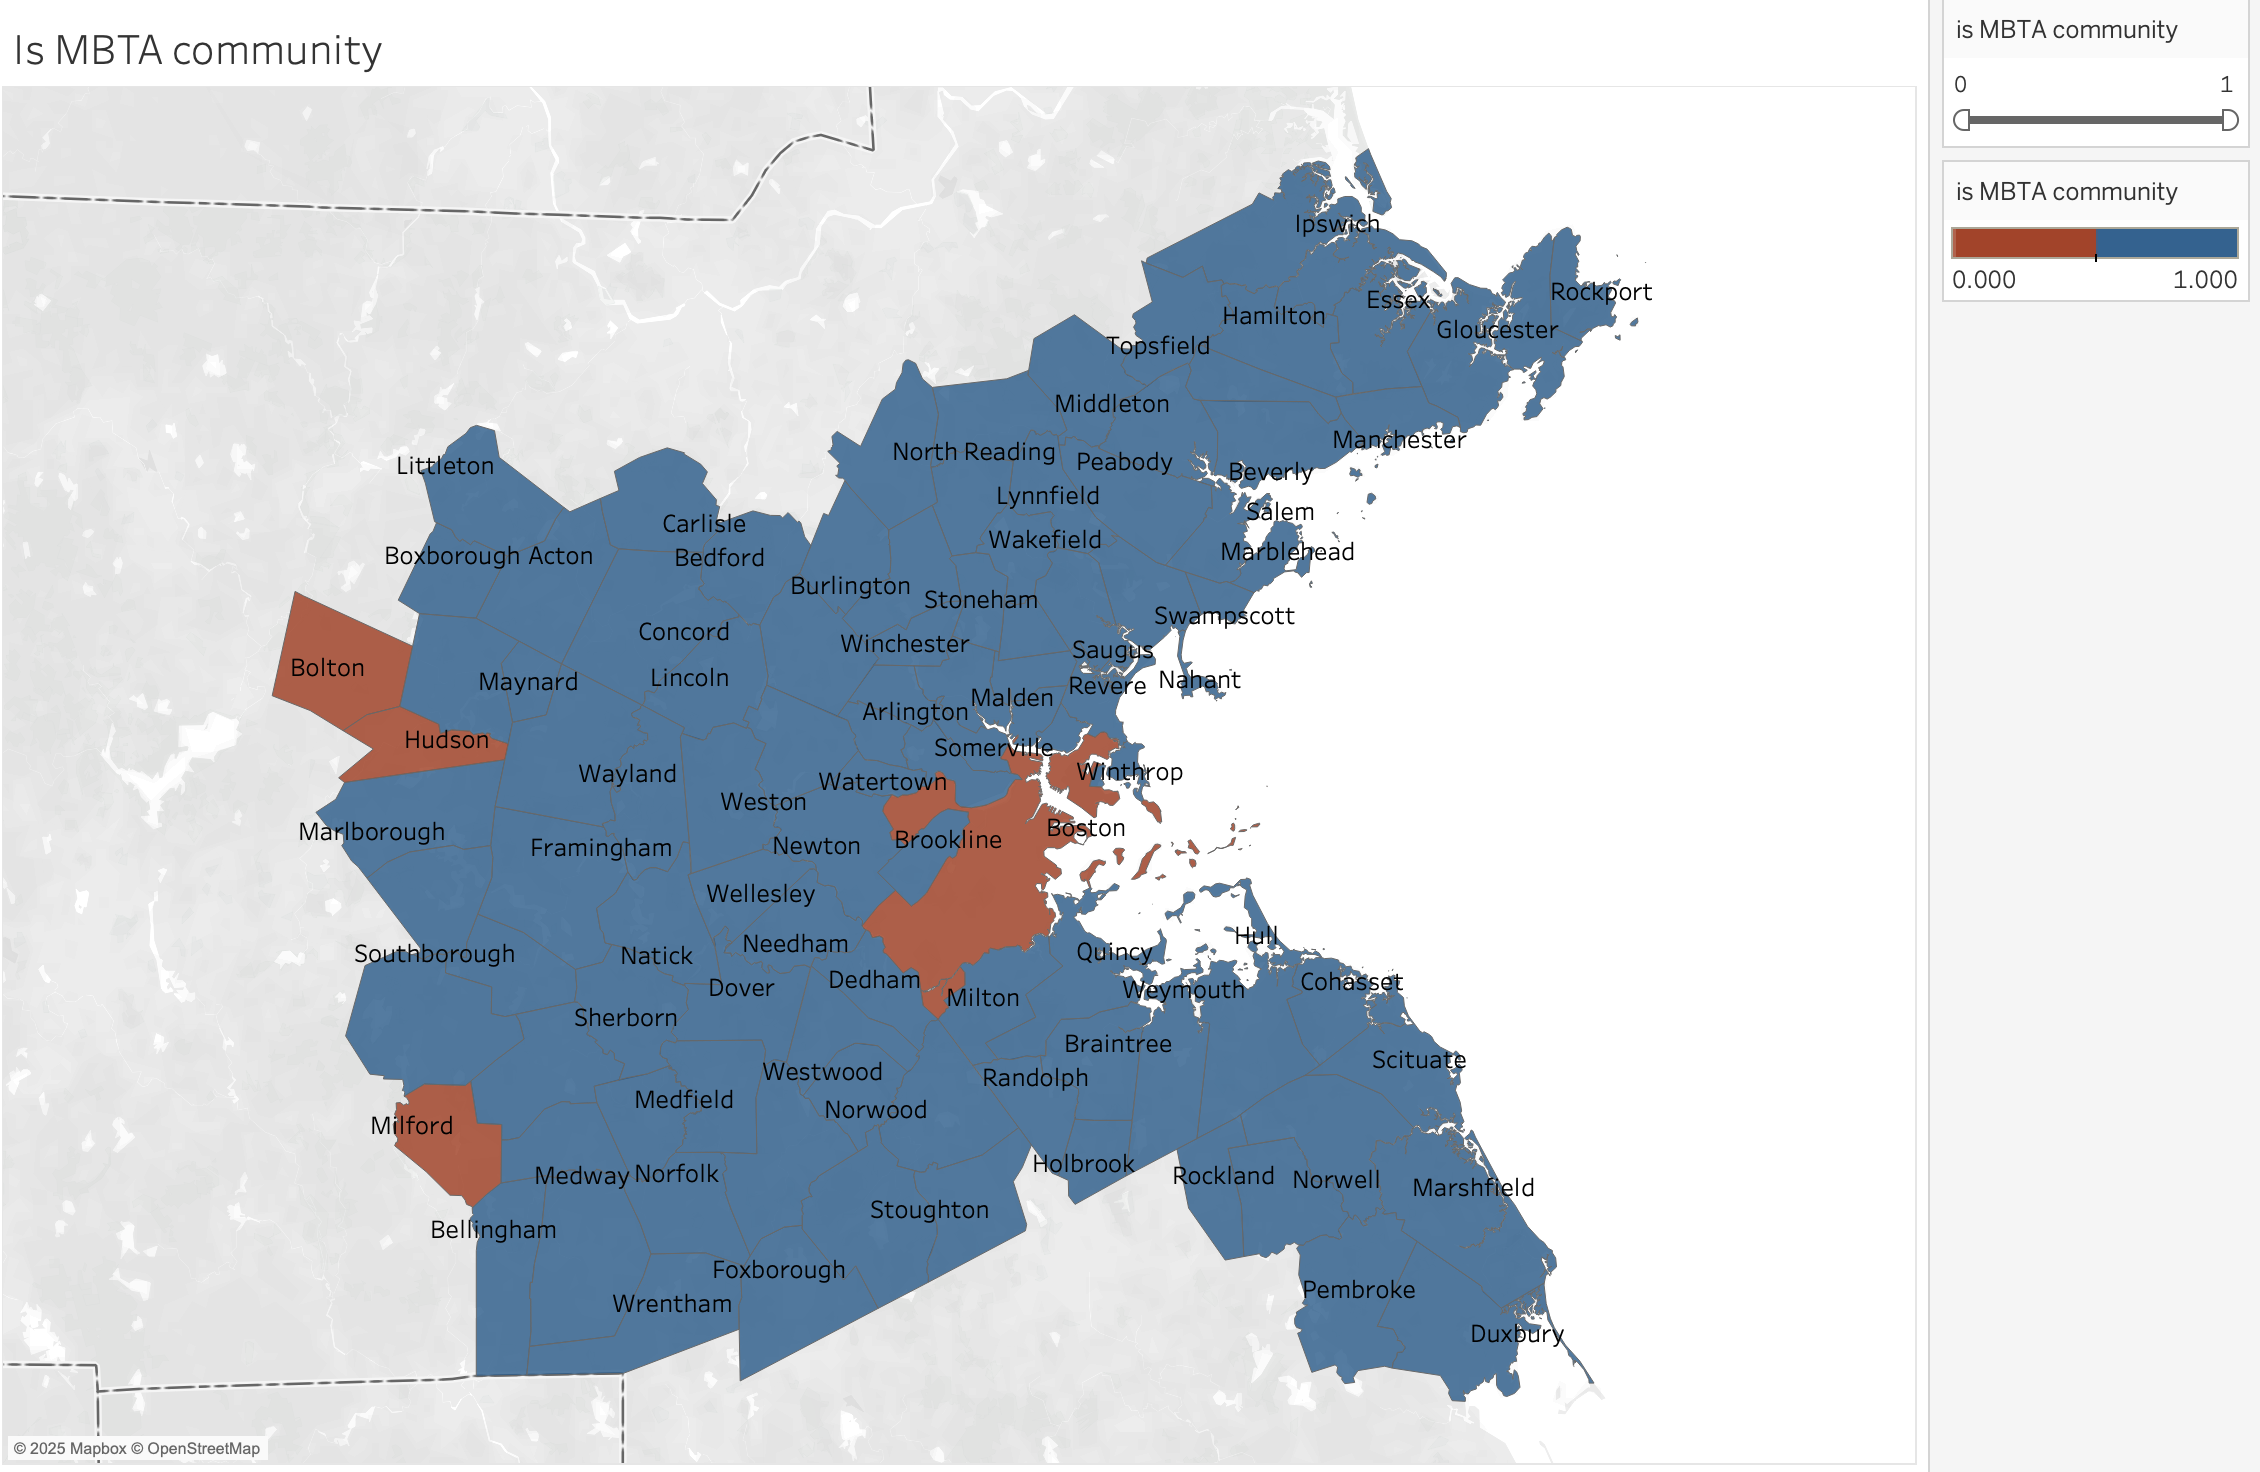 Is MBTA community
is MBTA community
0 1
is MBTA community
0.000 1.000
Ipswich
Rockport
Essex
Hamilton
Gloucester
Topsfield
Middleton
Manchester
North Reading
Peabody
Littleton
Beverly
Lynnfield
Salem
Carlisle
Wakefield
Marblehead
Boxborough Acton
Bedford
Burlington
Stoneham
Swampscott
Concord
Winchester
Saugus
Bolton
Lincoln
Maynard
Nahant
Revere
Malden
Arlington
Hudson
Somerville
Wayland
Winthrop
Watertown
Weston
Boston
Marlborough
Brookline
Framingham
Newton
Wellesley
Hull
Needham
Quincy
Southborough
Natick
Dedham
Cohasset
Dover
Weymouth
Milton
Sherborn
Braintree
Scituate
Westwood
Randolph
Medfield
Norwood
Milford
Holbrook
Medway Norfolk
Rockland
Norwell
Marshfield
Stoughton
Bellingham
Foxborough
Pembroke
Wrentham
Duxbury
© 2025 Mapbox © OpenStreetMap